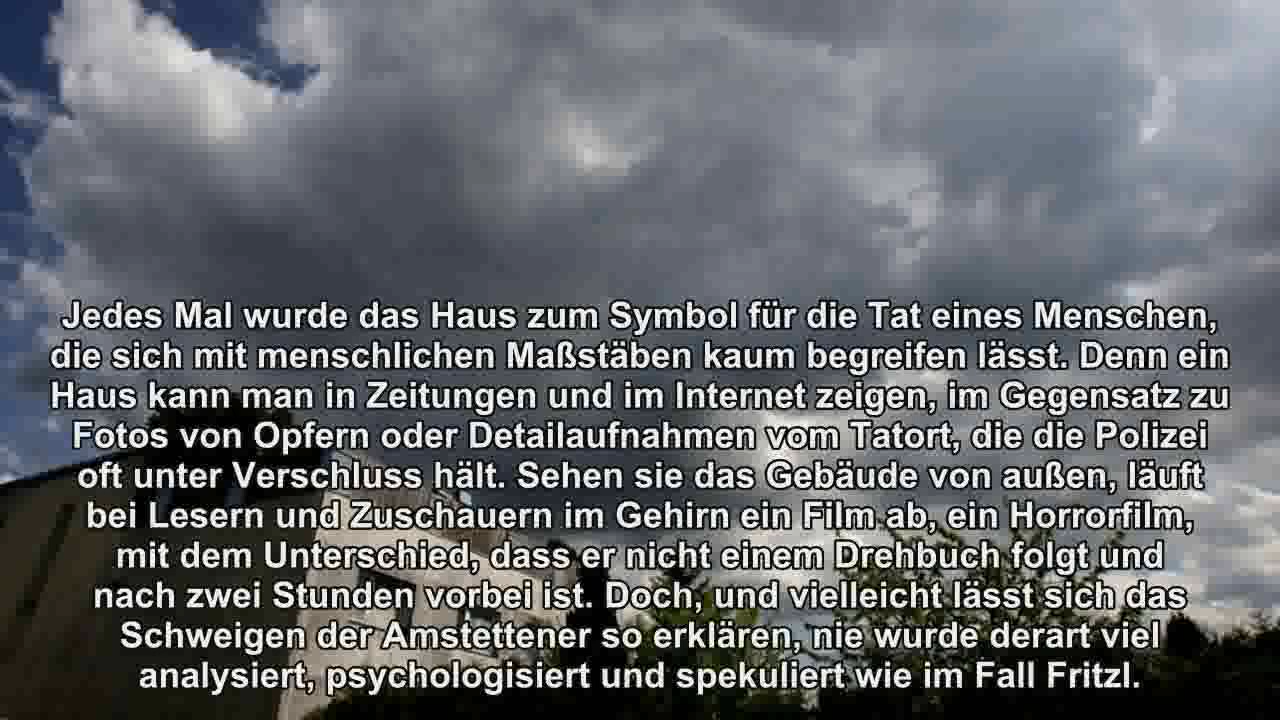 Jedes Mal wurde das Haus zum Symbol für die Tat eines Menschen,
die sich mit menschlichen Maßstäben kaum begreifen lässt. Denn ein
Haus kann man in Zeitungen und im Internet zeigen, im Gegensatz zu
Fotos von Opfern oder Detailaufnahmen vom Tatort, die die Polizei
oft unter Verschluss hält. Sehen sie das Gebäude von außen, läuft
bei Lesern und Zuschauern im Gehirn ein Film ab, ein Horrorfilm,
mit dem Unterschied, dass er nicht einem Drehbuch folgt und
nach zwei Stunden vorbei ist. Doch, und vielleicht lässt sich das
Schweigen der Amstettener so erklären, nie wurde derart viel
analysiert, psychologisiert und spekuliert wie im Fall Fritzl.